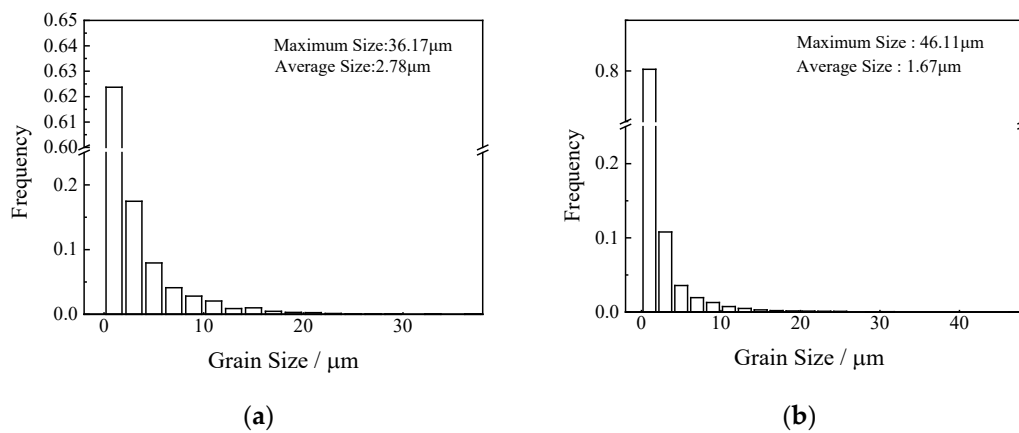 0.65
0.64
0.63
0.62
0.61
0.60
0.2
0.1
0.0
Frequency
Maximum Size:36.17μm
Average Size:2.78μm
0 10 20 30
Grain Size / μm
(a)
0.8
0.2
0.1
0.0
Frequency
Maximum Size : 46.11μm
Average Size : 1.67μm
0 10 20 30 40
Grain Size / μm
(b)